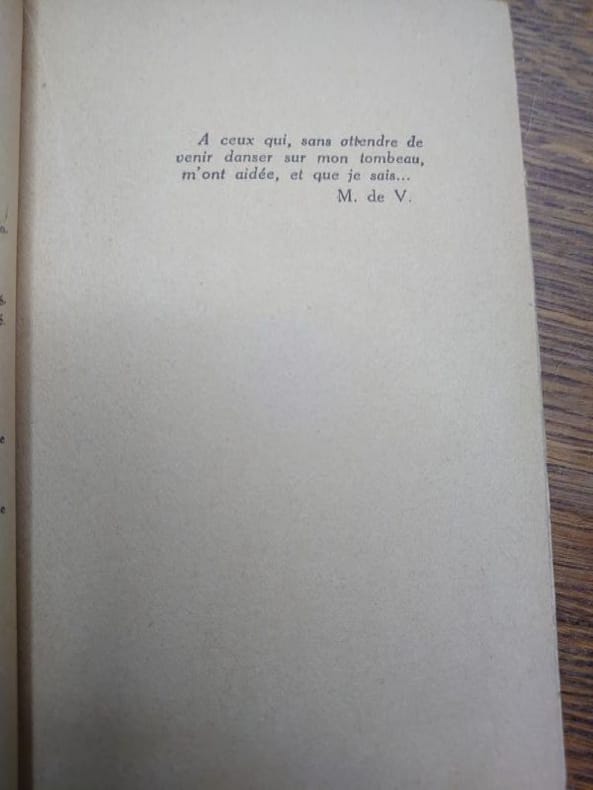 A ceux qui, sans attendre de
venir danser sur mon tombeau,
m'ont aidée, et que je sais...
M. de V.